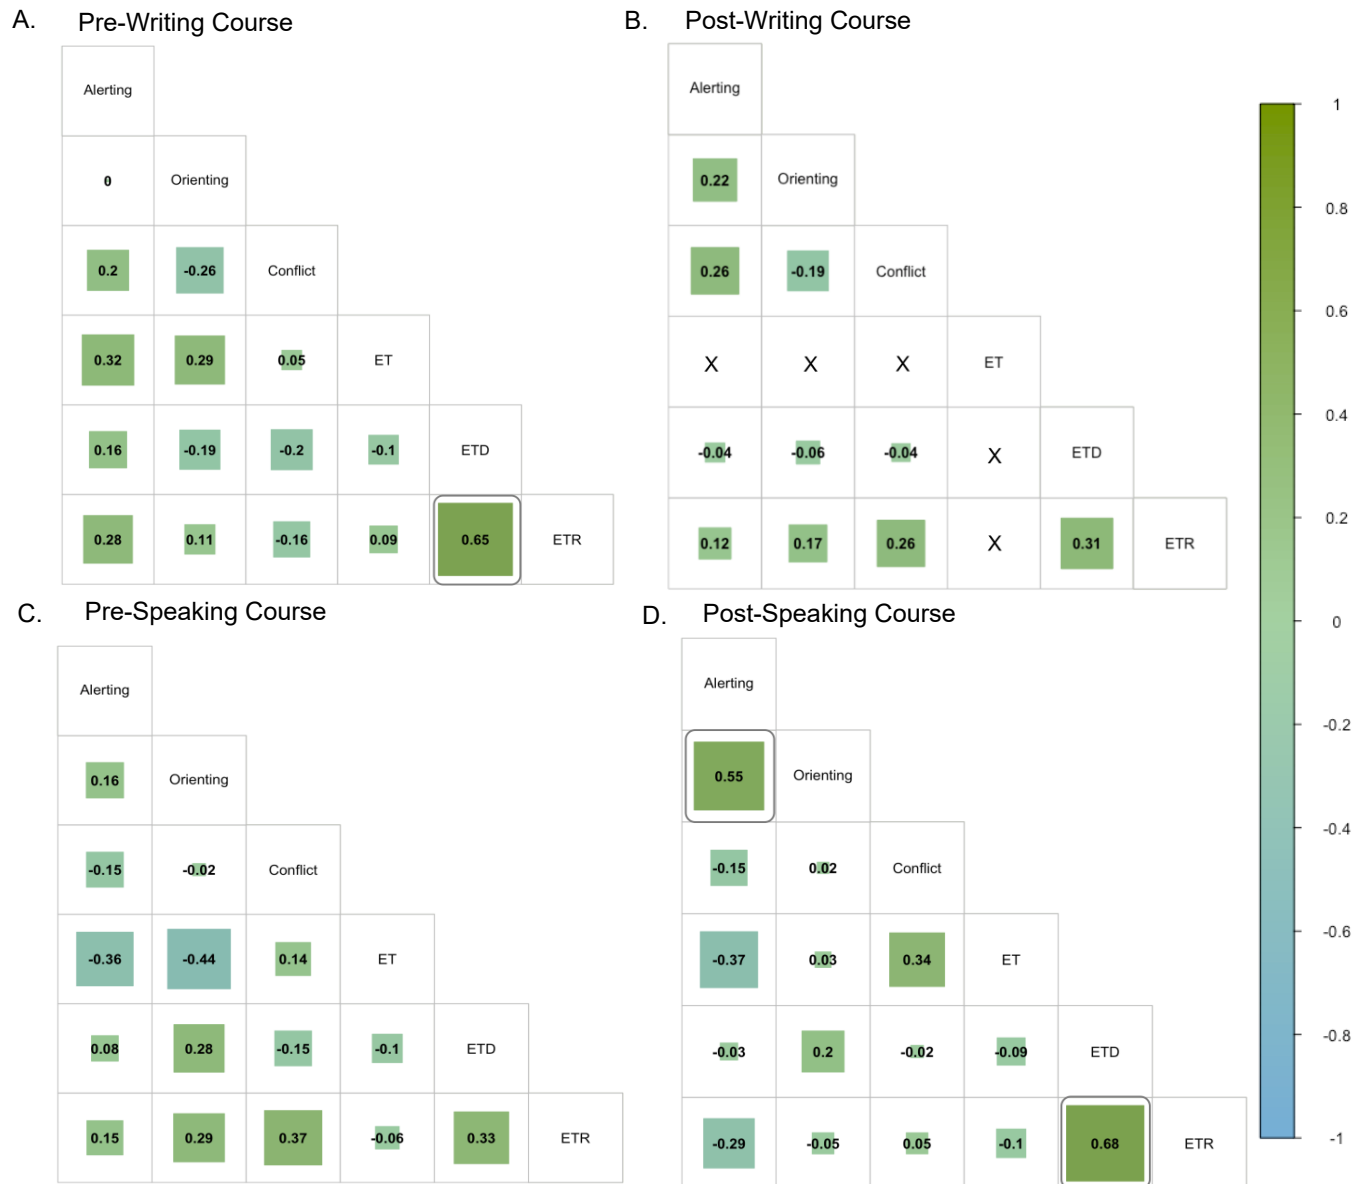 A. Pre-Writing Course
Alerting
0 Orienting
0.2 -0.26 Conflict
0.32 0.29 0.05 ET
0.16 -0.19 -0.2 -0.1 ETD
0.28 0.11 -0.16 0.09 0.65 ETR
B. Post-Writing Course
Alerting
0.22 Orienting
0.26 -0.19 Conflict
X X X ET
-0.04 -0.06 -0.04 X ETD
0.12 0.17 0.26 X 0.31 ETR
C. Pre-Speaking Course
Alerting
0.16 Orienting
-0.15 -0.02 Conflict
-0.36 -0.44 0.14 ET
0.08 0.28 -0.15 -0.1 ETD
0.15 0.29 0.37 -0.06 0.33 ETR
D. Post-Speaking Course
Alerting
0.55 Orienting
-0.15 0.02 Conflict
-0.37 0.03 0.34 ET
-0.03 0.2 -0.02 -0.09 ETD
-0.29 -0.05 0.05 -0.1 0.68 ETR
1
0.8
0.6
0.4
0.2
0
-0.2
-0.4
-0.6
-0.8
-1